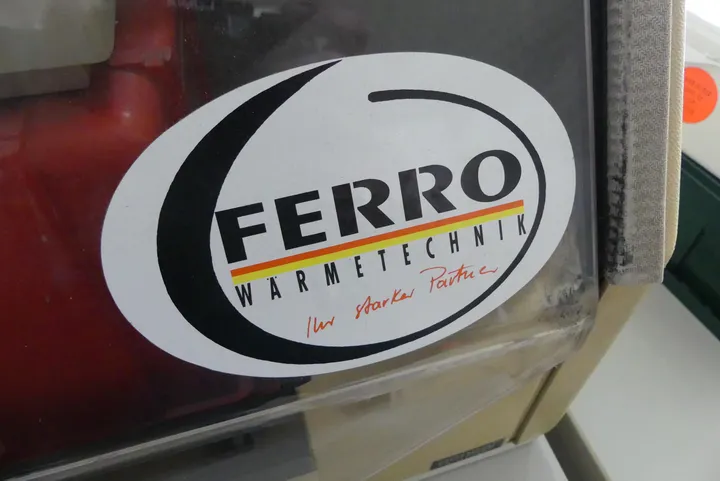 FERRO
WÄRMETECHNIK
Ihr starker Partner